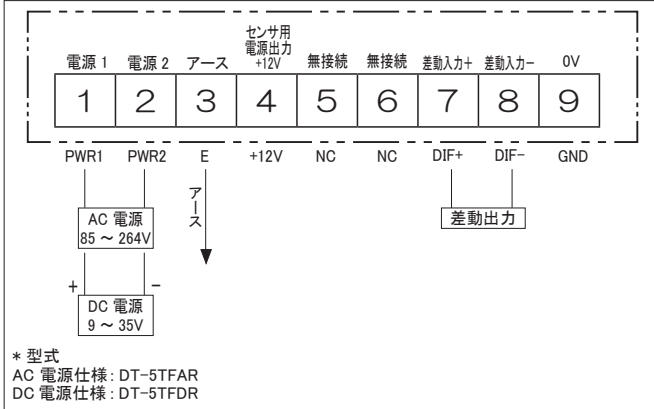 センサ用
電源出力
電源 1 電源 2 アース +12V 無接続 無接続 差動入力+ 差動入力− 0V
1 2 3 4 5 6 7 8 9
PWR1 PWR2 E +12V NC NC DIF+ DIF− GND
アース
AC 電源
85 ~ 264V
差動出力
+ −
DC 電源
9 ~ 35V
* 型式
AC 電源仕様 : DT-5TFAR
DC 電源仕様 : DT-5TFDR